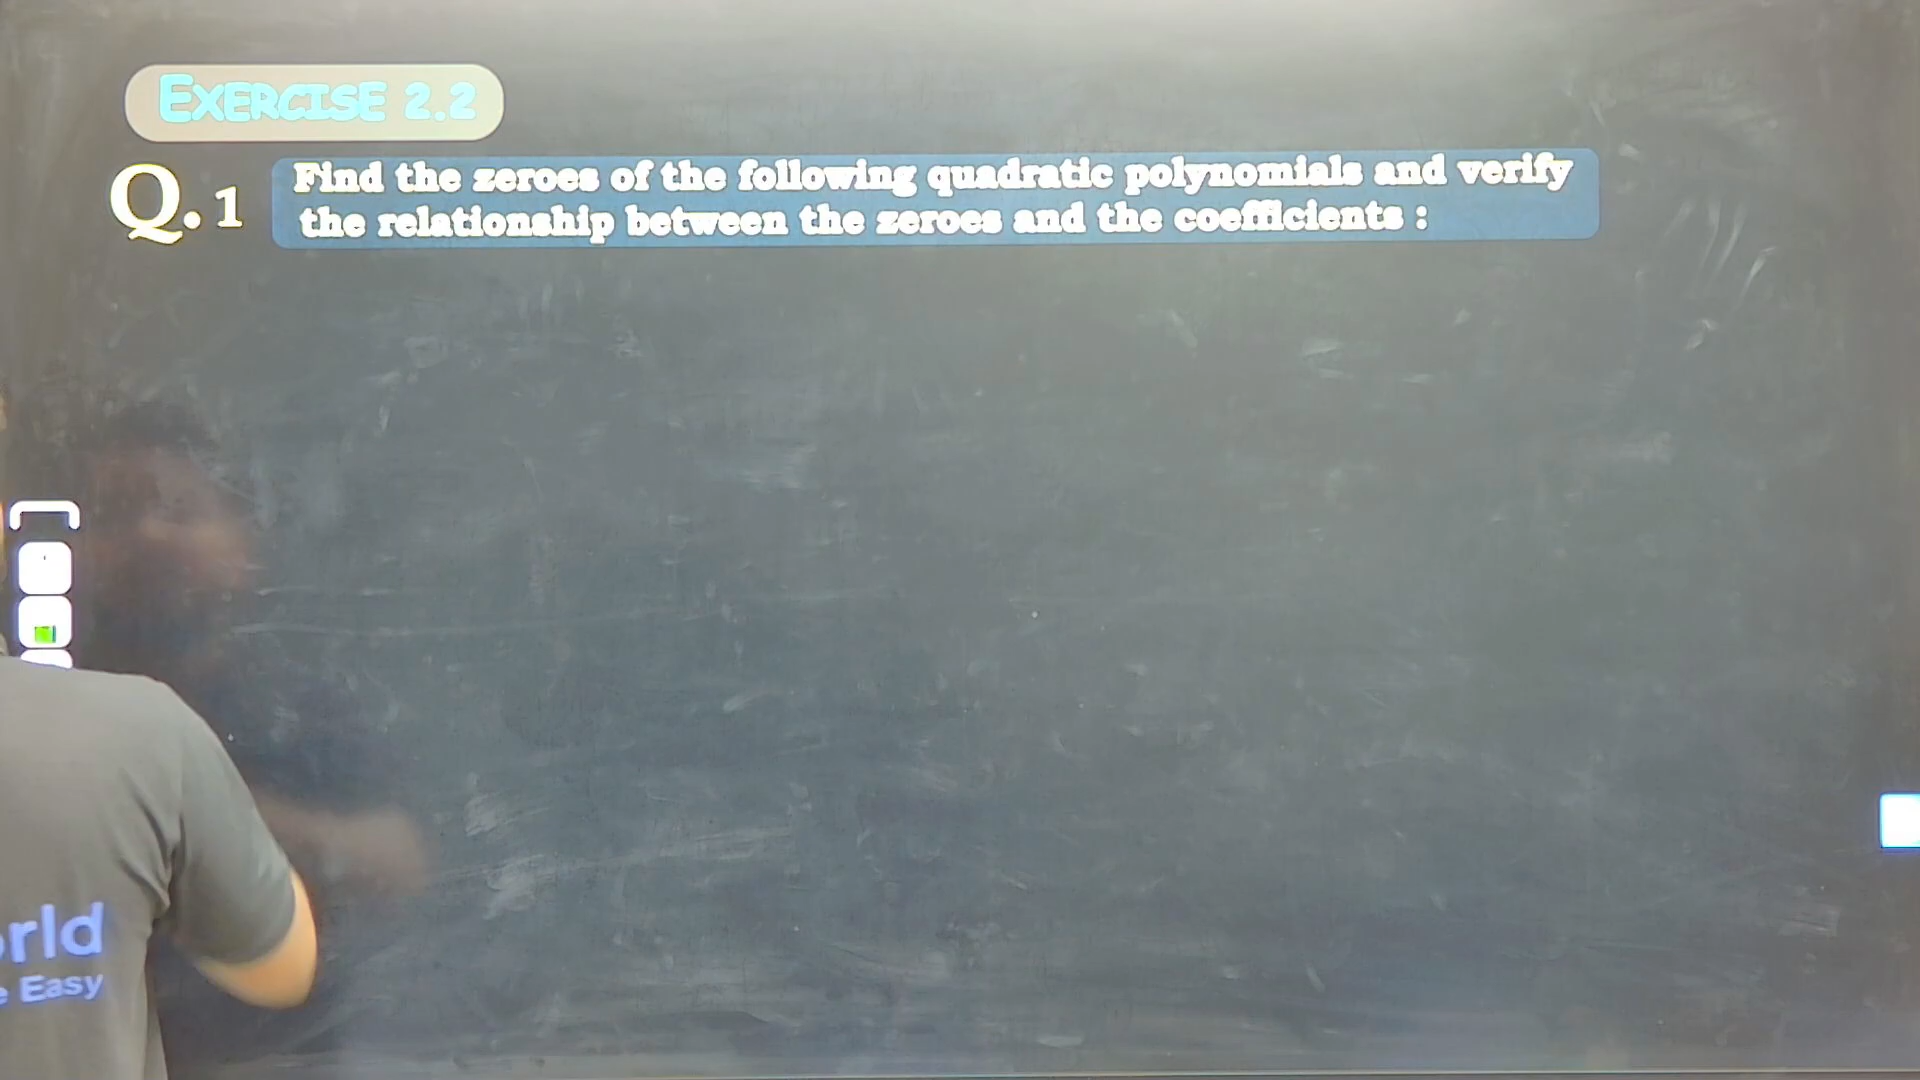 EXERCISE 2.2
Q. 1
Find the zeroes of the following quadratic polynomials and verify
the relationship between the zeroes and the coefficients :
Easy